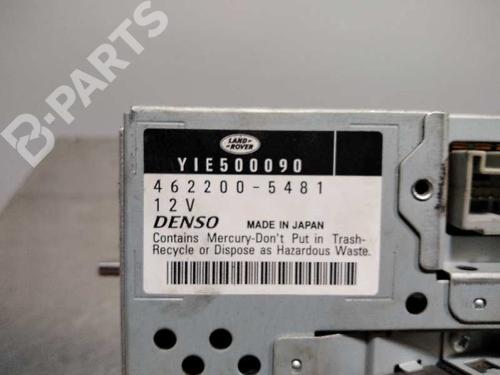 B-PARTS
LAND-
ROVER
YIE500090
462200-5481
12V
DENSO MADE IN JAPAN
Contains Mercury-Don't Put in Trash-
Recycle or Dispose as Hazardous Waste.